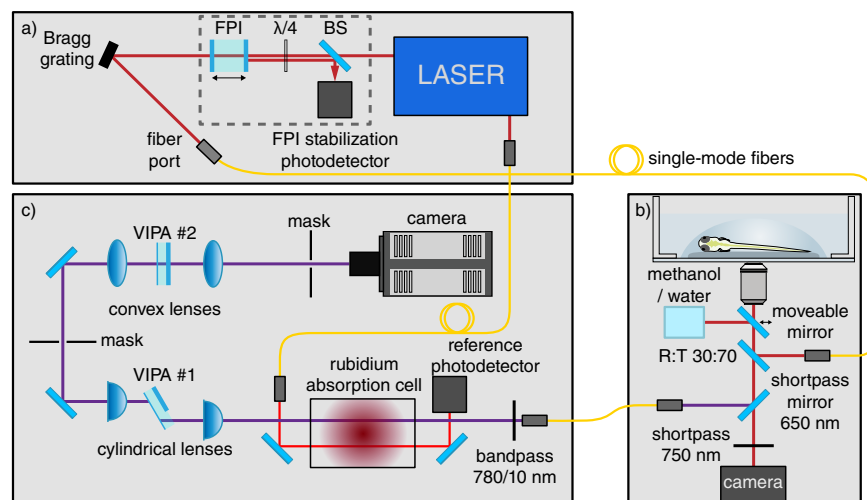 a)
Bragg
grating
FPI
λ/4
BS
LASER
fiber
port
FPI stabilization
photodetector
single-mode fibers
c)
VIPA #2
convex lenses
mask
camera
mask
VIPA #1
cylindrical lenses
rubidium
absorption cell
reference
photodetector
bandpass
780/10 nm
b)
methanol
/ water
moveable
mirror
R:T 30:70
shortpass
mirror
650 nm
shortpass
750 nm
camera